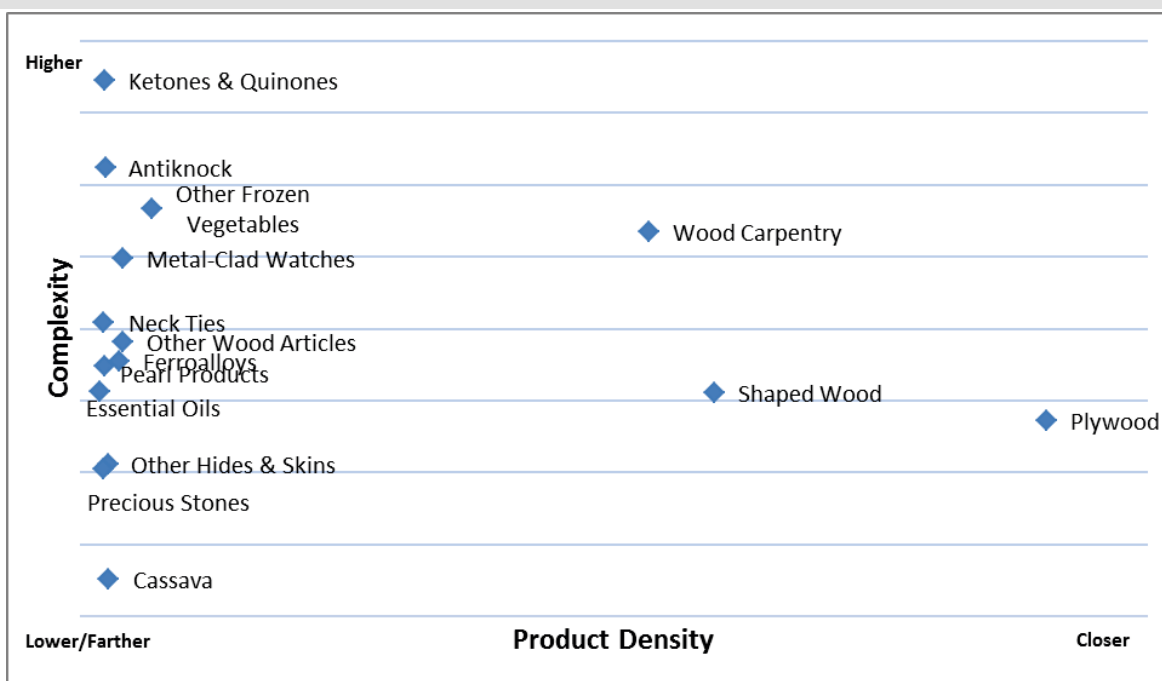 Higher
Ketones & Quinones
Antiknock
Other Frozen
Vegetables
Wood Carpentry
Metal-Clad Watches
Complexity
Neck Ties
Other Wood Articles
Ferroalloys
Pearl Products
Shaped Wood
Essential Oils
Plywood
Other Hides & Skins
Precious Stones
Cassava
Lower/Farther
Product Density
Closer